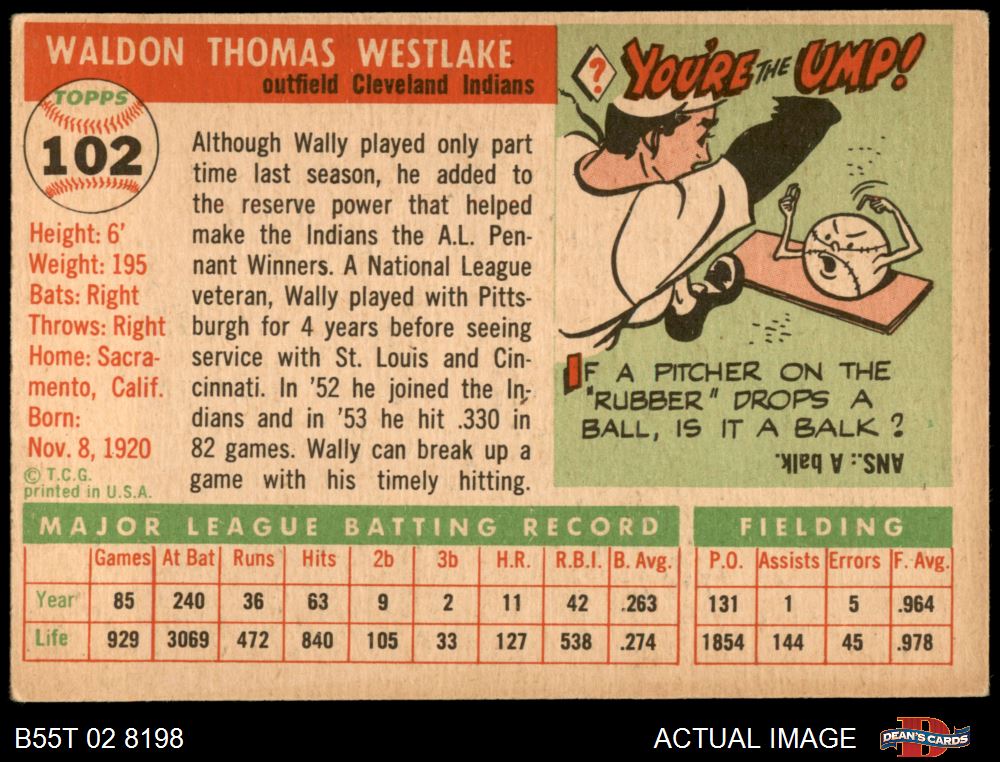 WALDON THOMAS WESTLAKE
outfield Cleveland Indians
TOPPS
102
Height: 6'
Weight: 195
Bats: Right
Throws: Right
Home: Sacra-
mento, Calif.
Born:
Nov. 8, 1920
© T.C.G.
printed in U.S.A.
Although Wally played only part
time last season, he added to
the reserve power that helped
make the Indians the A.L. Pen-
nant Winners. A National League
veteran, Wally played with Pitts-
burgh for 4 years before seeing
service with St. Louis and Cin-
cinnati. In '52 he joined the In-
dians and in '53 he hit .330 in
82 games. Wally can break up a
game with his timely hitting.
? YOU'RE THE UMP!
IF A PITCHER ON THE
"RUBBER" DROPS A
BALL, IS IT A BALK?
ANS.: A balk.
MAJOR LEAGUE BATTING RECORD
Games At Bat Runs Hits 2b 3b H.R. R.B.I. B. Avg.
Year 85 240 36 63 9 2 11 42 .263
Life 929 3069 472 840 105 33 127 538 .274
FIELDING
P.O. Assists Errors F. Avg.
131 1 5 .964
1854 144 45 .978
B55T 02 8198
ACTUAL IMAGE
D
DEAN'S CARDS